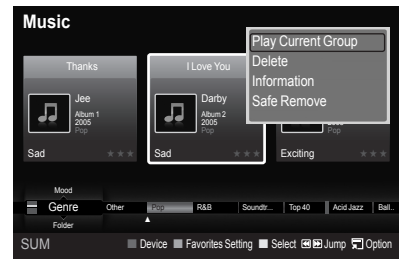 Music
Thanks
I Love You
Play Current Group
Delete
Information
Safe Remove
Jee
Album 1
2005
Pop
Darby
Album 2
2005
Pop
Pop
Sad
Sad
Exciting
Mood
Genre
Other
Pop
R&B
Soundtr...
Top 40
Acid Jazz
Ball..
Folder
SUM
Device
Favorites Setting
Select
Jump
Option